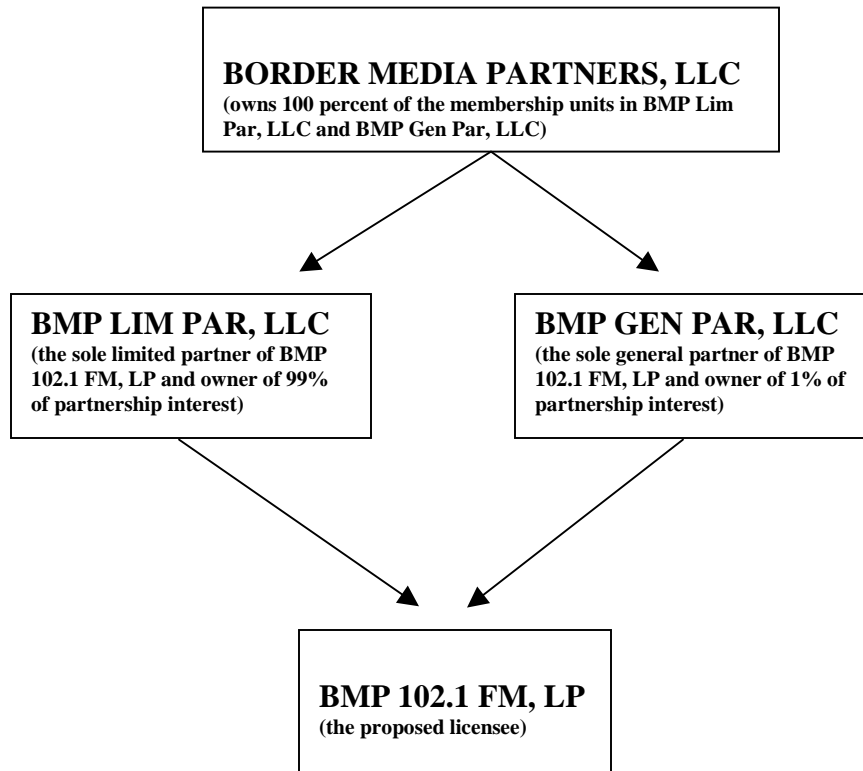 BORDER MEDIA PARTNERS, LLC
(owns 100 percent of the membership units in BMP Lim
Par, LLC and BMP Gen Par, LLC)
BMP LIM PAR, LLC
(the sole limited partner of BMP
102.1 FM, LP and owner of 99%
of partnership interest)
BMP GEN PAR, LLC
(the sole general partner of BMP
102.1 FM, LP and owner of 1% of
partnership interest)
BMP 102.1 FM, LP
(the proposed licensee)